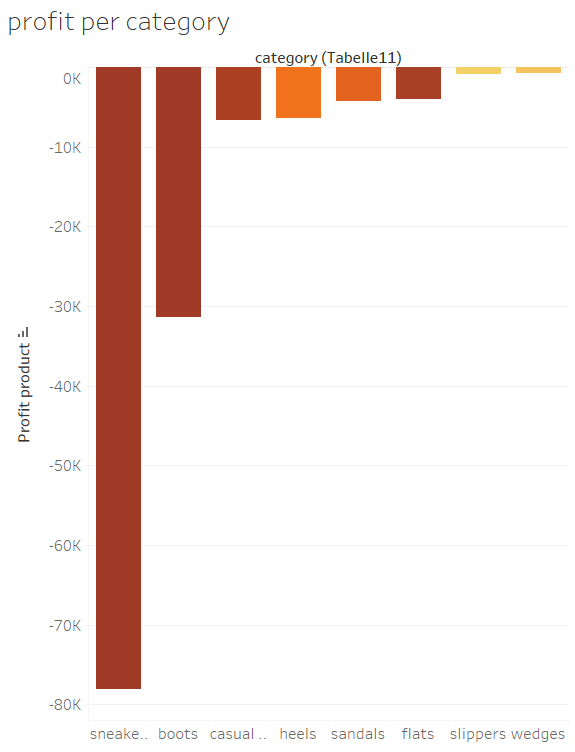 profit per category
category (Tabelle11)
0K
-10K
-20K
-30K
-40K
-50K
-60K
-70K
-80K
Profit product
sneake.. boots casual .. heels sandals flats slippers wedges